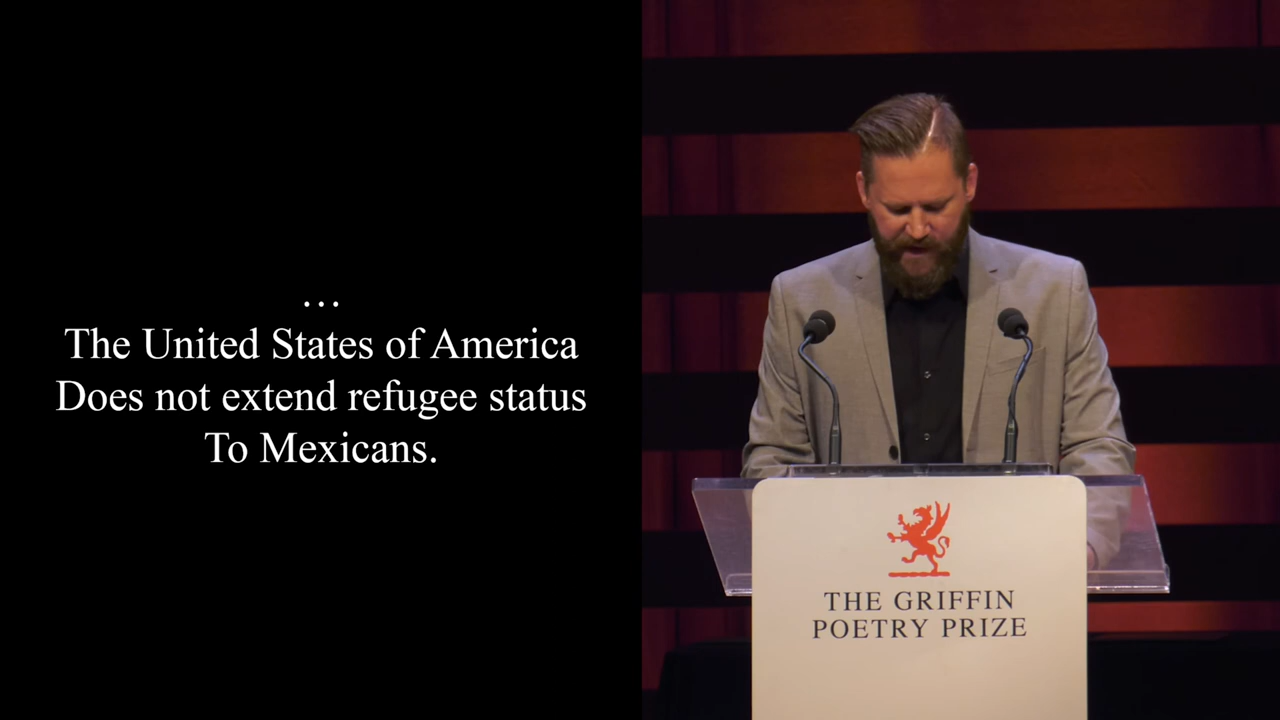 ...
The United States of America
Does not extend refugee status
To Mexicans.
THE GRIFFIN
POETRY PRIZE